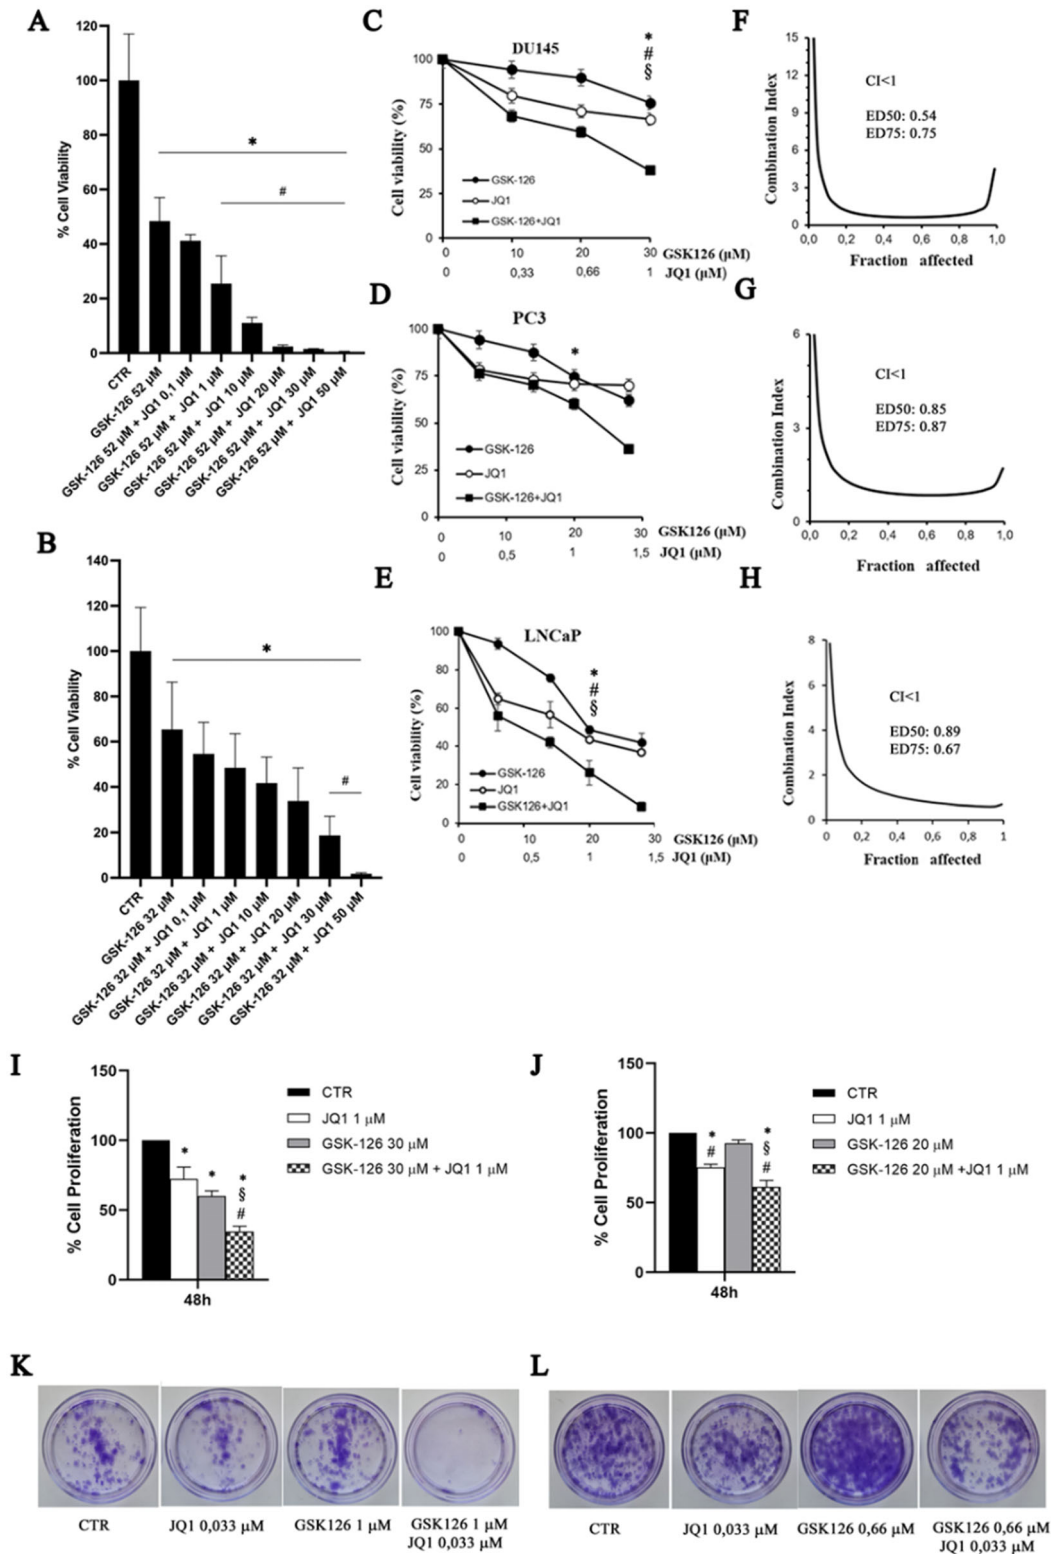 A
120
100
80
60
40
20
0
% Cell Viability
*
#
CTR
GSK-126 52 µM
GSK-126 52 µM + JQ1 0,1 µM
GSK-126 52 µM + JQ1 1 µM
GSK-126 52 µM + JQ1 10 µM
GSK-126 52 µM + JQ1 20 µM
GSK-126 52 µM + JQ1 30 µM
GSK-126 52 µM + JQ1 50 µM
B
140
120
100
80
60
40
20
0
% Cell Viability
*
#
CTR
GSK-126 32 µM
GSK-126 32 µM + JQ1 0,1 µM
GSK-126 32 µM + JQ1 1 µM
GSK-126 32 µM + JQ1 10 µM
GSK-126 32 µM + JQ1 20 µM
GSK-126 32 µM + JQ1 30 µM
GSK-126 32 µM + JQ1 50 µM
C
DU145
*
#
§
100
75
50
25
0
Cell viability (%)
GSK-126
JQ1
GSK-126+JQ1
0 10 20 30 GSK126 (µM)
0 0,33 0,66 1 JQ1 (µM)
D
PC3
*
100
75
50
25
0
Cell viability (%)
GSK-126
JQ1
GSK-126+JQ1
0 10 20 30 GSK126 (µM)
0 0,5 1 1,5 JQ1 (µM)
E
LNCaP
*
#
§
100
80
60
40
20
0
Cell viability (%)
GSK-126
JQ1
GSK126+JQ1
0 10 20 30 GSK126 (µM)
0 0,5 1 1,5 JQ1 (µM)
F
15
12
9
6
3
0
Combination Index
CI<1
ED50: 0.54
ED75: 0.75
0,0 0,2 0,4 0,6 0,8 1,0
Fraction affected
G
6
3
0
Combination Index
CI<1
ED50: 0.85
ED75: 0.87
0,0 0,2 0,4 0,6 0,8 1,0
Fraction affected
H
8
6
4
2
0
Combination Index
CI<1
ED50: 0.89
ED75: 0.67
0 0,2 0,4 0,6 0,8 1
Fraction affected
I
150
100
50
0
% Cell Proliferation
*
*
*
§
#
48h
CTR
JQ1 1 µM
GSK-126 30 µM
GSK-126 30 µM + JQ1 1 µM
J
150
100
50
0
% Cell Proliferation
*
#
*
§
#
48h
CTR
JQ1 1 µM
GSK-126 20 µM
GSK-126 20 µM +JQ1 1 µM
K
CTR
JQ1 0,033 µM
GSK126 1 µM
GSK126 1 µM
JQ1 0,033 µM
L
CTR
JQ1 0,033 µM
GSK126 0,66 µM
GSK126 0,66 µM
JQ1 0,033 µM